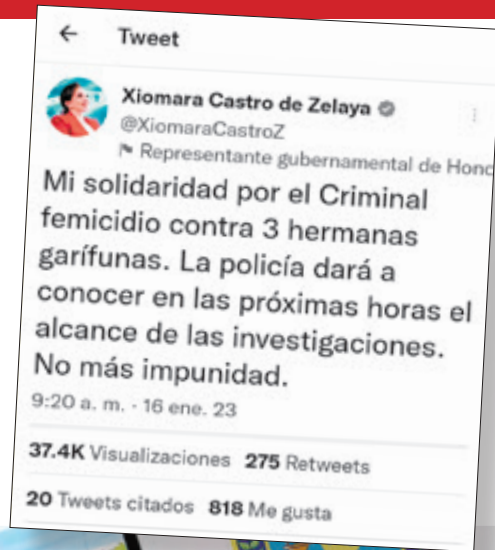 ← Tweet
Xiomara Castro de Zelaya
@XiomaraCastroZ
Representante gubernamental de Hond
Mi solidaridad por el Criminal
femicidio contra 3 hermanas
garífunas. La policía dará a
conocer en las próximas horas el
alcance de las investigaciones.
No más impunidad.
9:20 a. m. · 16 ene. 23
37.4K Visualizaciones 275 Retweets
20 Tweets citados 818 Me gusta